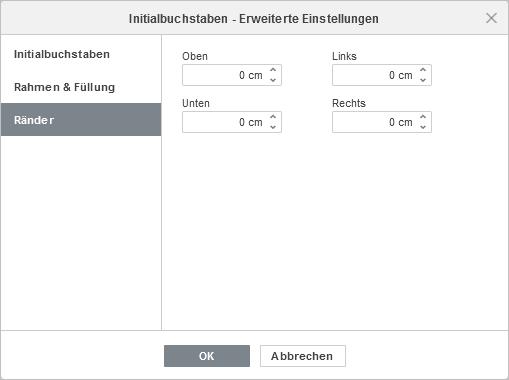 Initialbuchstaben - Erweiterte Einstellungen
Initialbuchstaben
Rahmen & Füllung
Ränder
Oben
Links
0 cm
0 cm
Unten
Rechts
0 cm
0 cm
OK
Abbrechen